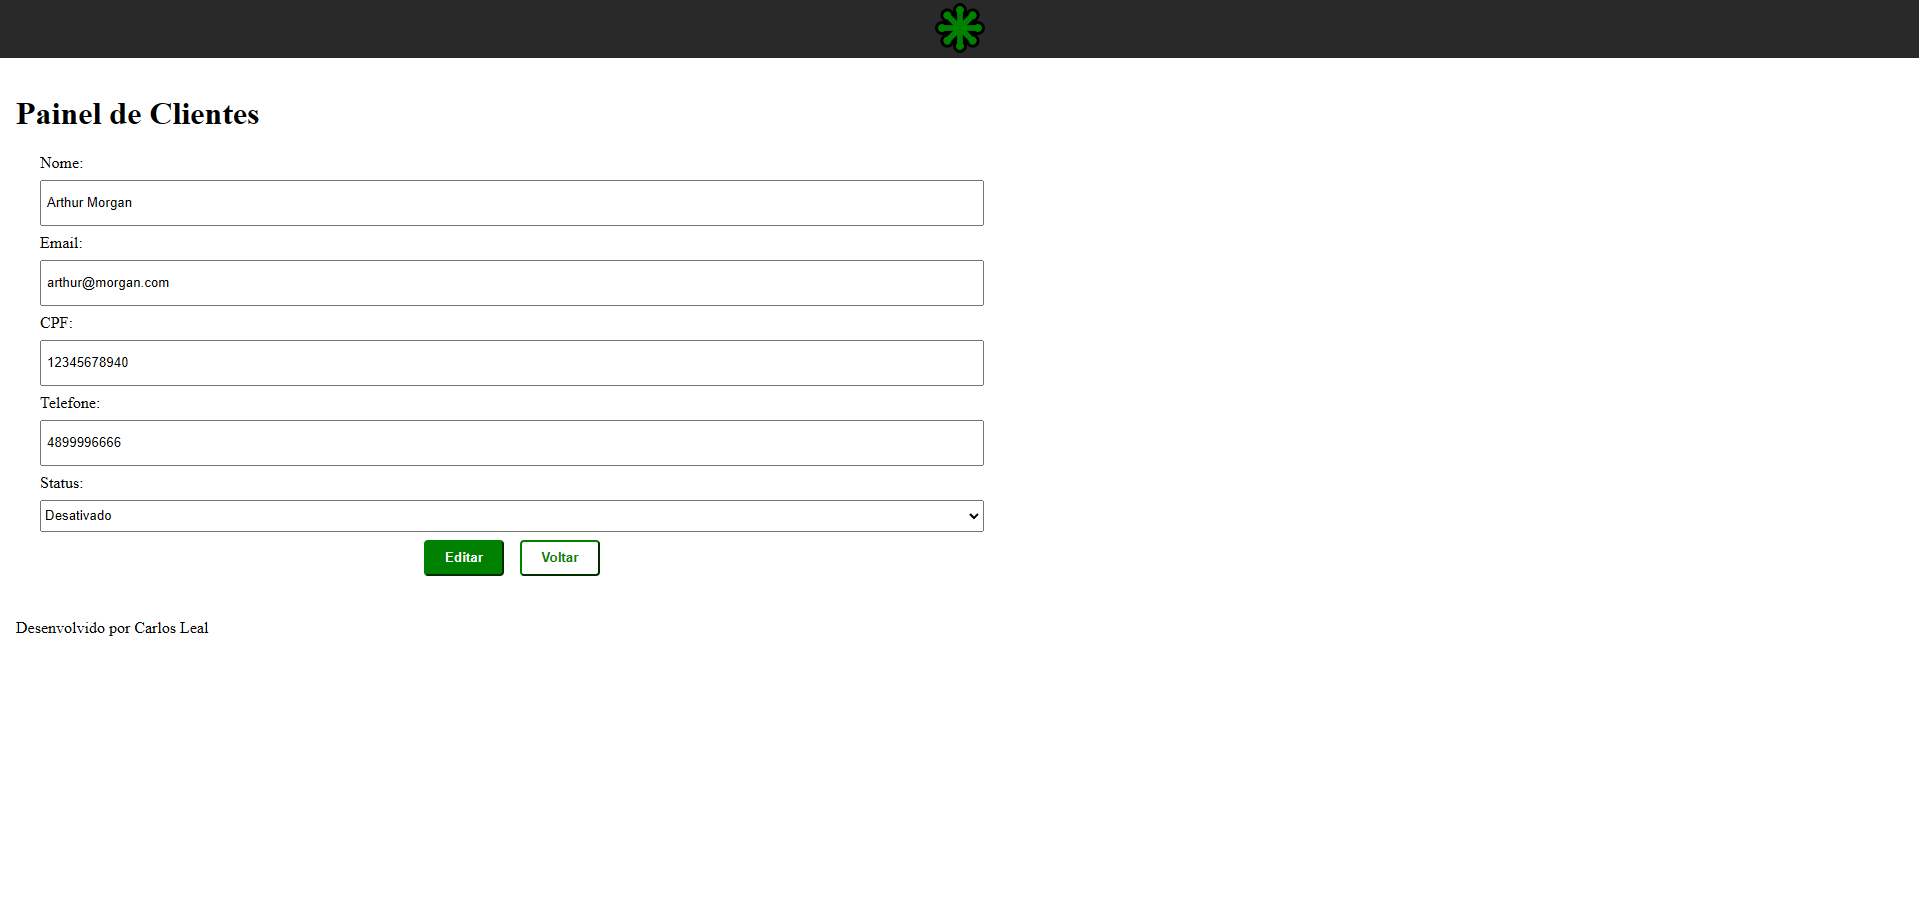 Painel de Clientes
Nome:
Arthur Morgan
Email:
arthur@morgan.com
CPF:
12345678940
Telefone:
4899996666
Status:
Desativado
Editar Voltar
Desenvolvido por Carlos Leal